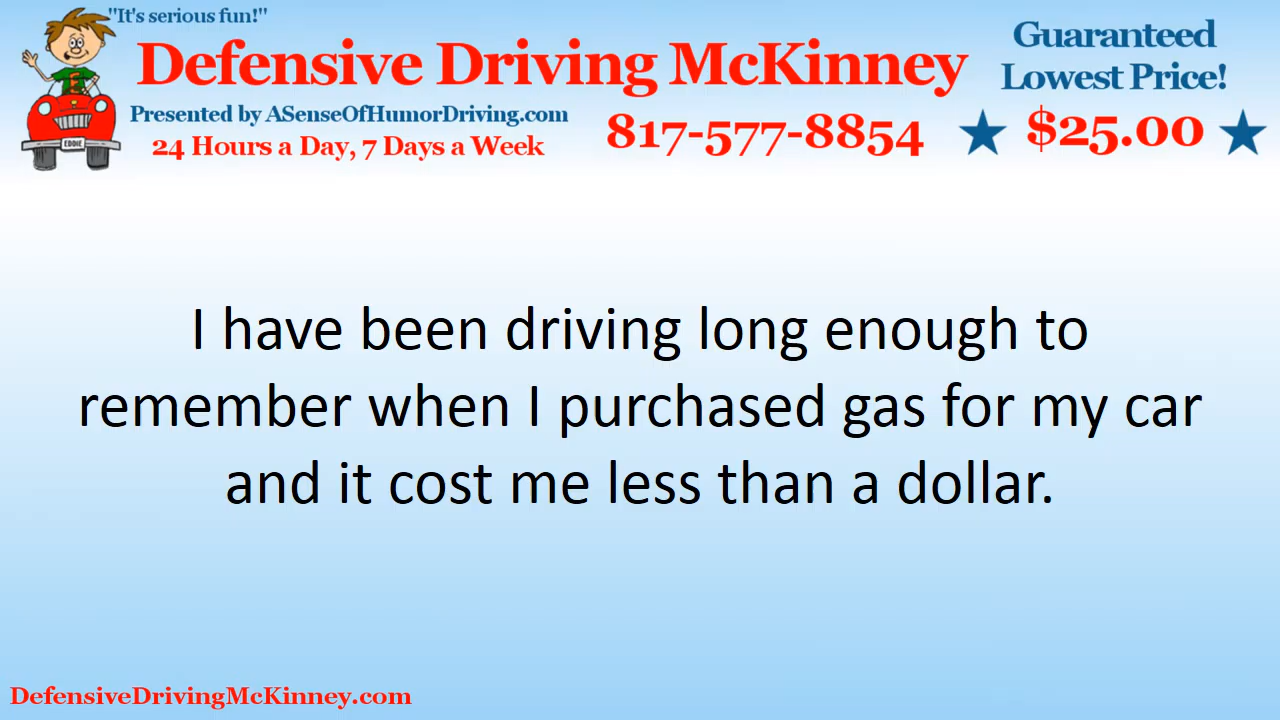 "It's serious fun!"
Defensive Driving McKinney
Presented by ASenseOfHumorDriving.com
24 Hours a Day, 7 Days a Week
817-577-8854
Guaranteed
Lowest Price!
$25.00
EDDIE
I have been driving long enough to
remember when I purchased gas for my car
and it cost me less than a dollar.
DefensiveDrivingMcKinney.com